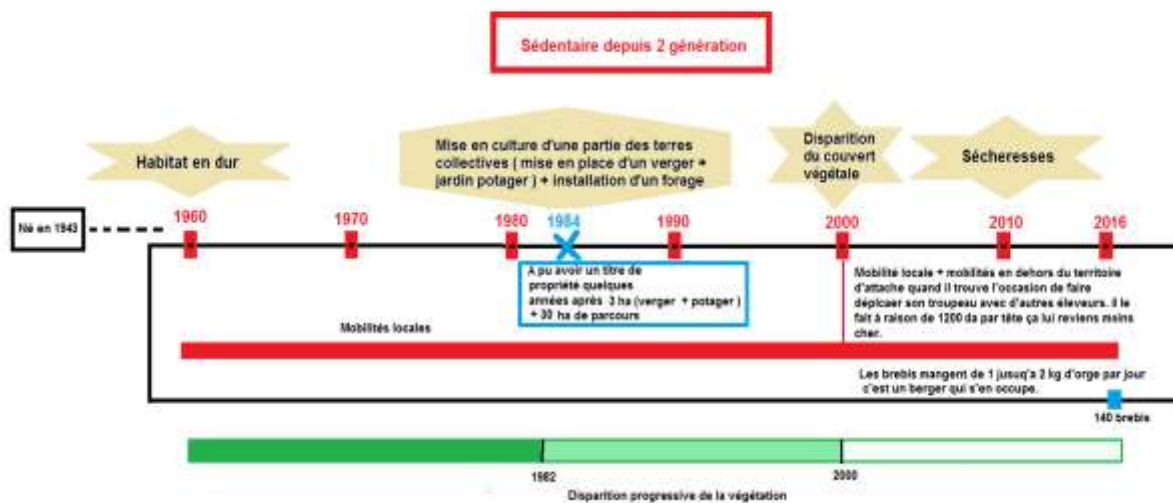 Sédentaire depuis 2 génération
Habitat en dur
Mise en culture d'une partie des terres
collectives ( mise en place d'un verger +
jardin potager ) + installation d'un forage
Disparition
du couvert
végétale
Sécheresses
Né en 1943
1960
1970
1980
1984
1990
2000
2010
2016
A pu avoir un titre de
propriété quelques
années après 3 ha (verger + potager )
+ 30 ha de parcours
Mobilité locale + mobilités en dehors du territoire
d'attache quand il trouve l'occasion de faire
déplcaer son troupeau avec d'autres éleveurs. il le
fait à raison de 1200 da par tête ça lui reviens moins
cher.
Mobilités locales
Les brebis mangent de 1 jusuq'a 2 kg d'orge par jour
c'est un berger qui s'en occupe.
140 brebis
1982
2000
Disparition progressive de la végétation